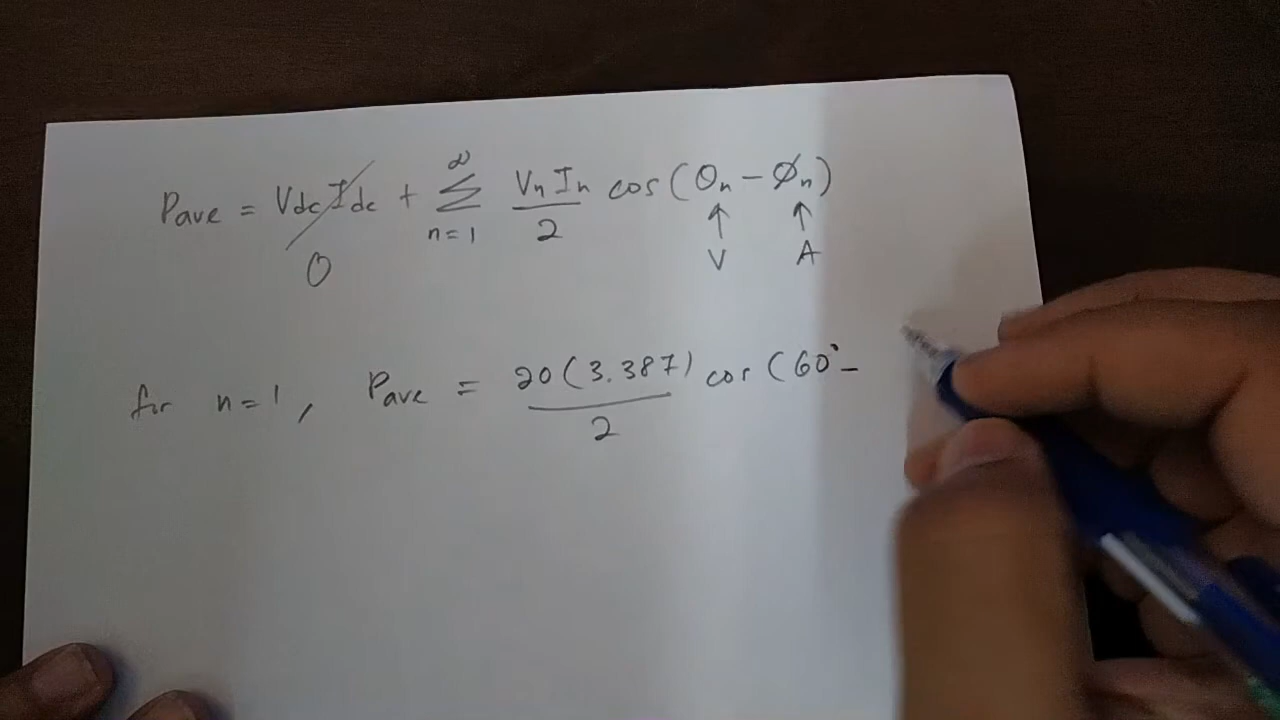 Pave = Vdc Idc + ∞ Σ n=1 Vn In / 2 cos(θn − φn)
0 ↑ ↑
V A
for n=1, Pave = 20(3.387) / 2 cos(60° −